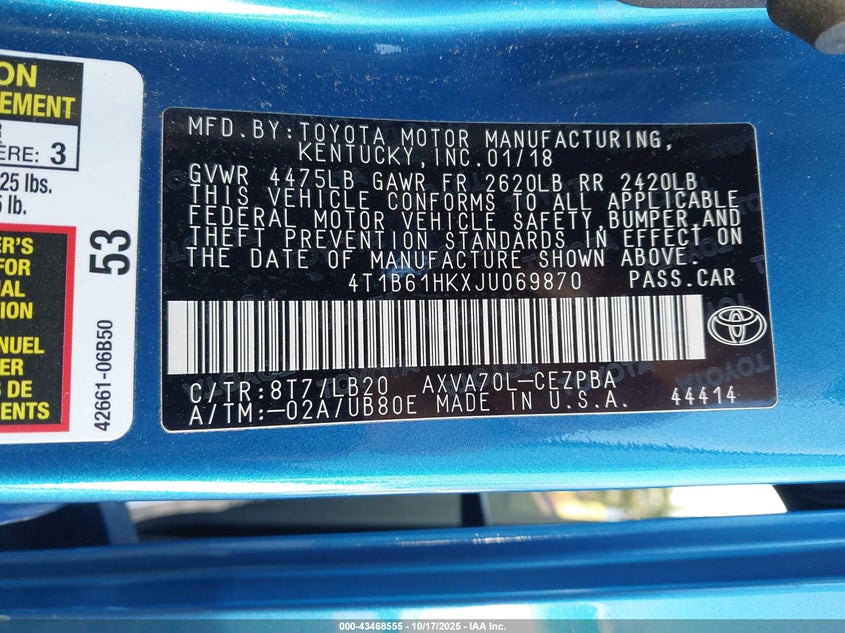 ON
EMENT
R
ÈRE: 3
25 lbs.
5 lb.
R'S
FOR
AL
TION
NUEL
ER
S DE
ENTS
53
42661-06B50
MFD.BY:TOYOTA MOTOR MANUFACTURING,
KENTUCKY,INC.01/18
GVWR 4475LB GAWR FR 2620LB RR 2420LB
THIS VEHICLE CONFORMS TO ALL APPLICABLE
FEDERAL MOTOR VEHICLE SAFETY,BUMPER,AND
THEFT PREVENTION STANDARDS IN EFFECT ON
THE DATE OF MANUFACTURE SHOWN ABOVE.
4T1B61HKXJU069870 PASS.CAR
C/TR:8T7/LB20 AXVA70L-CEZPBA
A/TM:-02A/UB80E MADE IN U.S.A. 44414
TOYOTA
000-43468555 - 10/17/2025 - IAA Inc.